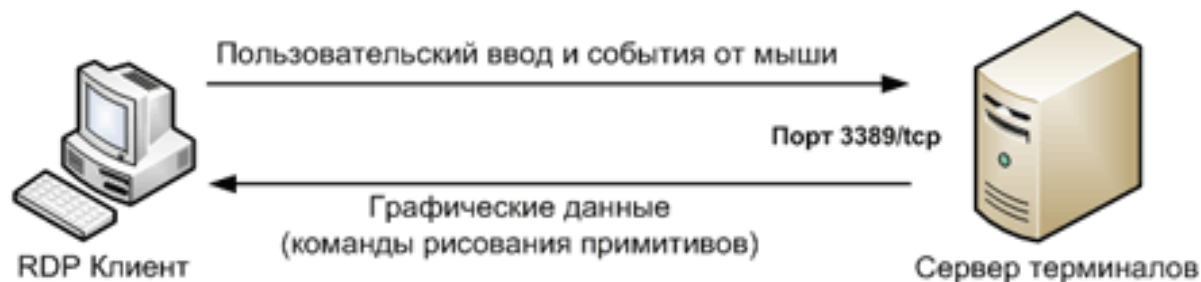 Пользовательский ввод и события от мыши
Порт 3389/tcp
Графические данные
(команды рисования примитивов)
RDP Клиент
Сервер терминалов